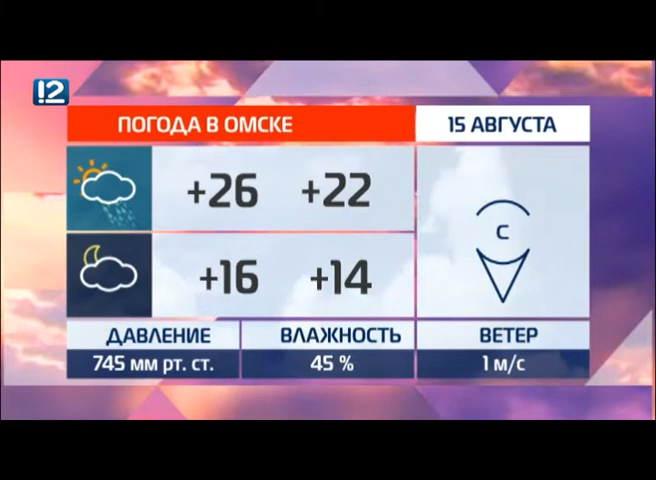 12
ПОГОДА В ОМСКЕ
15 АВГУСТА
+26 +22
С
+16 +14
ДАВЛЕНИЕ ВЛАЖНОСТЬ ВЕТЕР
745 мм рт. ст. 45 % 1 м/с